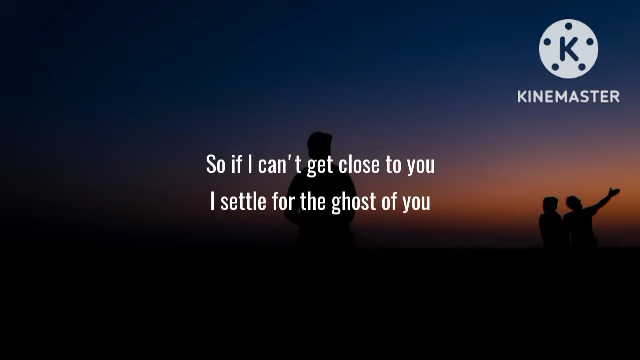 KINEMASTER
So if I can't get close to you
I settle for the ghost of you